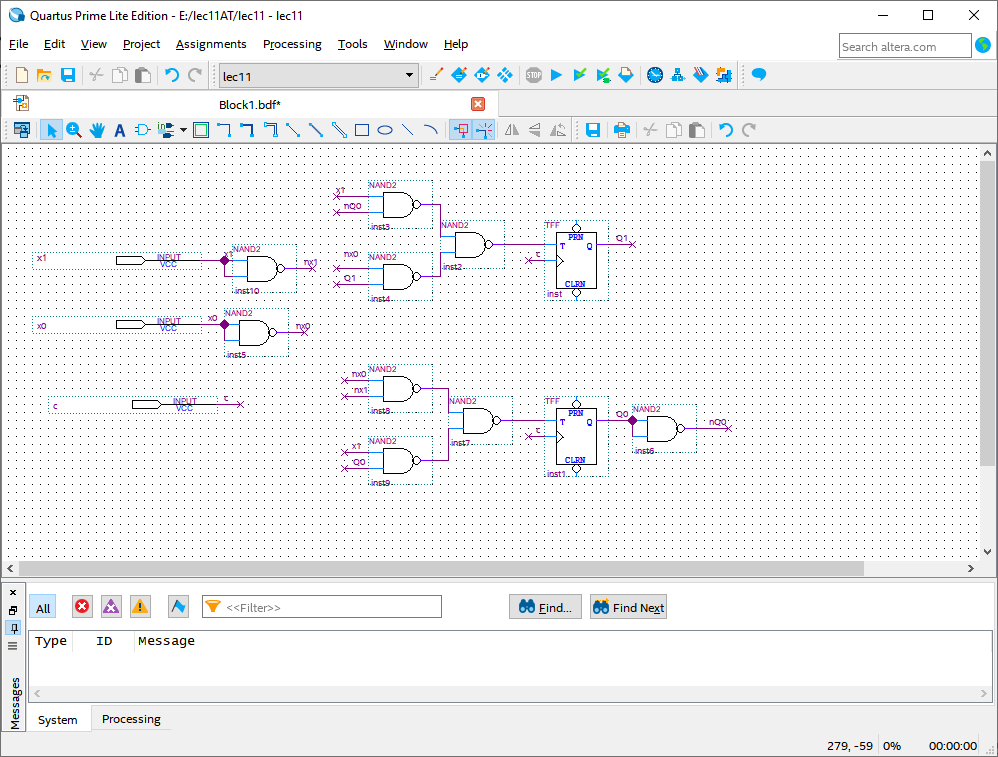 Quartus Prime Lite Edition - E:/lec11AT/lec11 - lec11
File Edit View Project Assignments Processing Tools Window Help
Search altera.com
lec11
STOP
Block1.bdf*
A
x1 INPUT VCC x1 NAND2 nx1 inst10
x0 INPUT VCC x0 NAND2 nx0 inst5
c INPUT VCC c
x1 nQ0 NAND2 inst3
nx0 Q1 NAND2 inst4
NAND2 inst2
TFF PRN T Q CLRN c inst Q1
nx0 nx1 NAND2 inst8
x1 Q0 NAND2 inst9
NAND2 inst7
TFF PRN T Q CLRN c inst1 Q0
NAND2 nQ0 inst6
Messages
All <<Filter>> Find... Find Next
Type ID Message
System Processing
279, -59 0% 00:00:00